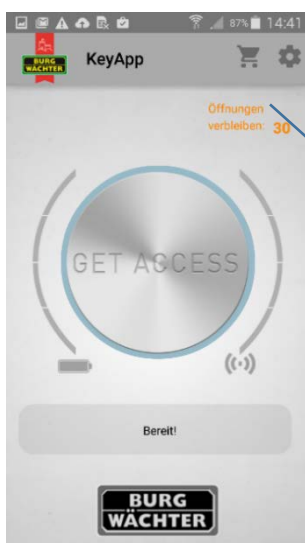 87% 14:41
BURG
WÄCHTER
KeyApp
Öffnungen
verbleiben: 30
GET ACCESS
Bereit!
BURG
WÄCHTER